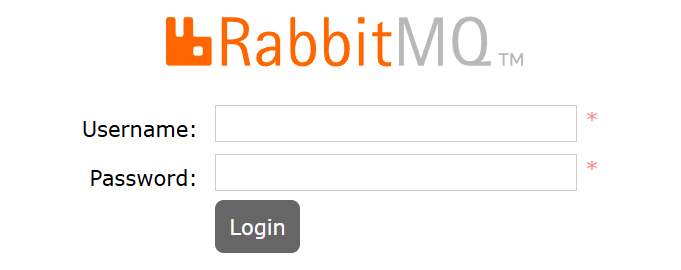 RabbitMQ™
Username: *
Password: *
Login